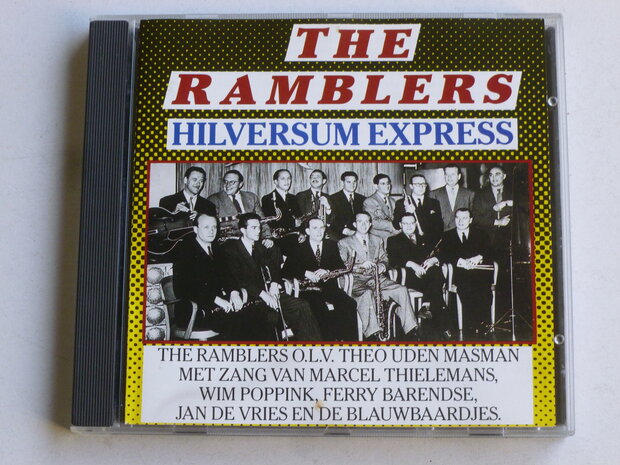 THE
RAMBLERS
HILVERSUM EXPRESS
THE RAMBLERS O.L.V. THEO UDEN MASMAN
MET ZANG VAN MARCEL THIELEMANS,
WIM POPPINK, FERRY BARENDSE,
JAN DE VRIES EN DE BLAUWBAARDJES.